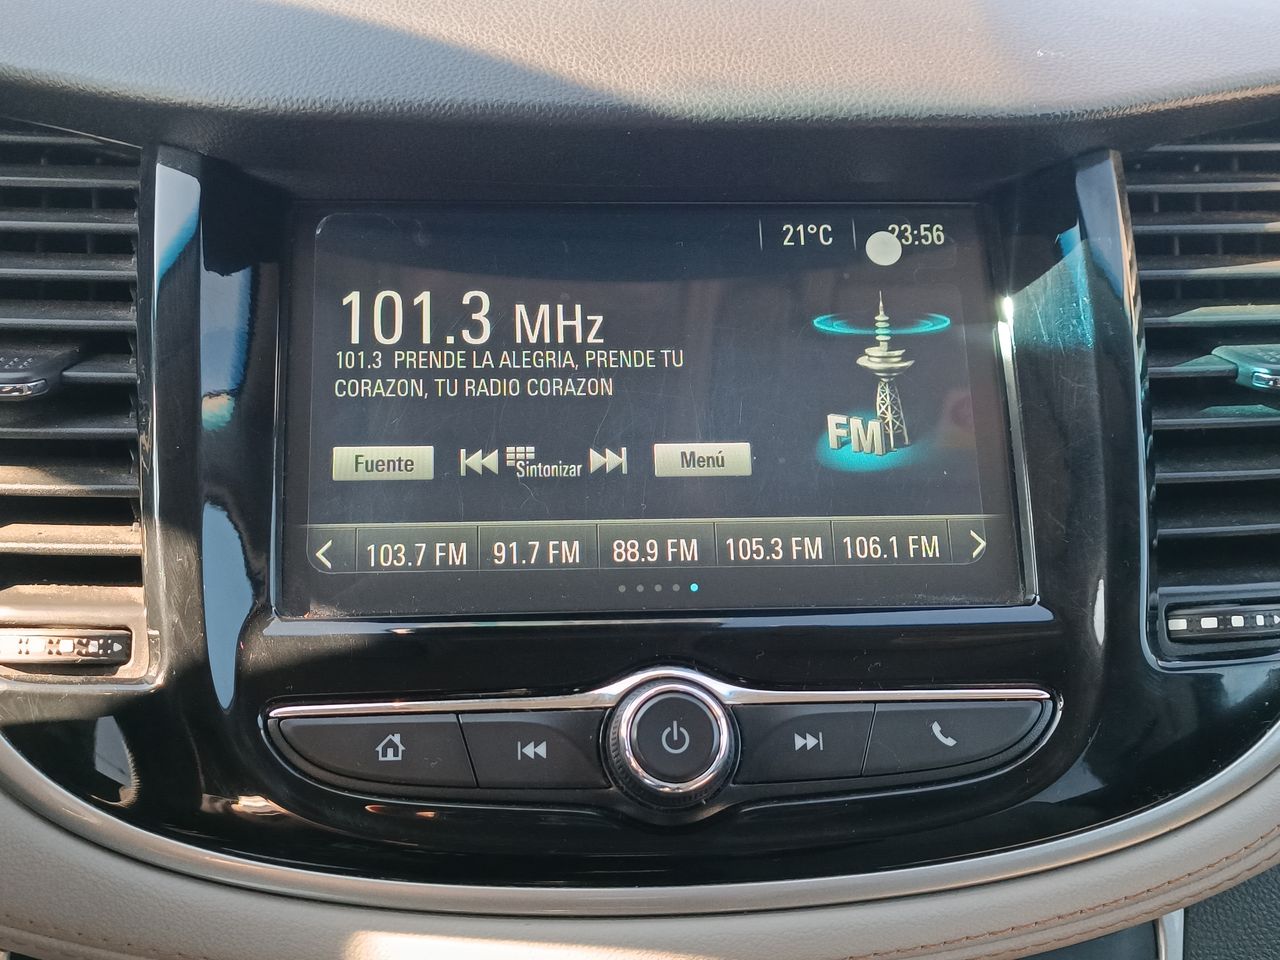 21°C 23:56
101.3 MHz
101.3 PRENDE LA ALEGRIA, PRENDE TU
CORAZON, TU RADIO CORAZON
FM
Fuente Sintonizar Menú
103.7 FM 91.7 FM 88.9 FM 105.3 FM 106.1 FM